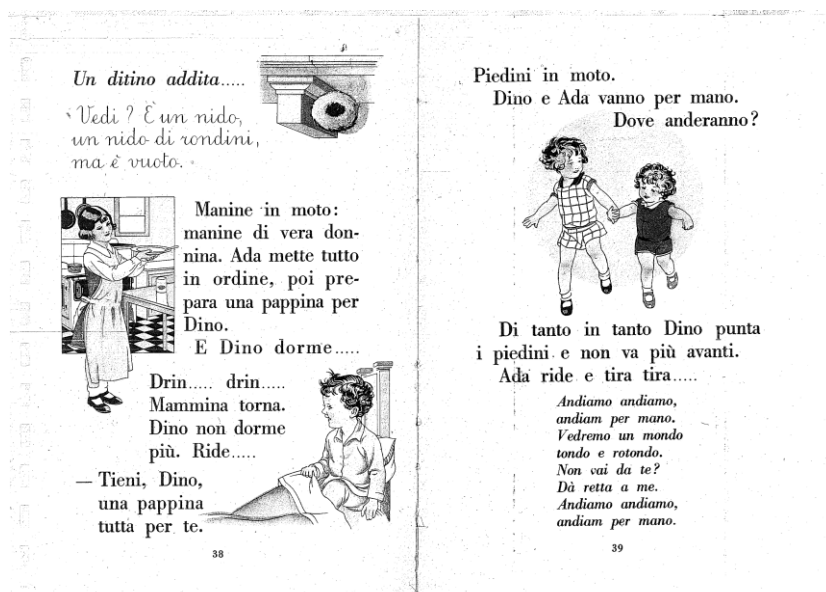 Un ditino addita.....
Vedi? È un nido,
un nido di rondini,
ma è vuoto.
Manine in moto:
manine di vera don-
nina. Ada mette tutto
in ordine, poi pre-
para una pappina per
Dino.
E Dino dorme.....
Drin..... drin.....
Mammina torna.
Dino non dorme
più. Ride.....
— Tieni, Dino,
una pappina
tutta per te.
38
Piedini in moto.
Dino e Ada vanno per mano.
Dove anderanno?
Di tanto in tanto Dino punta
i piedini e non va più avanti.
Ada ride e tira tira.....
Andiamo andiamo,
andiam per mano.
Vedremo un mondo
tondo e rotondo.
Non vai da te?
Dà retta a me.
Andiamo andiamo,
andiam per mano.
39